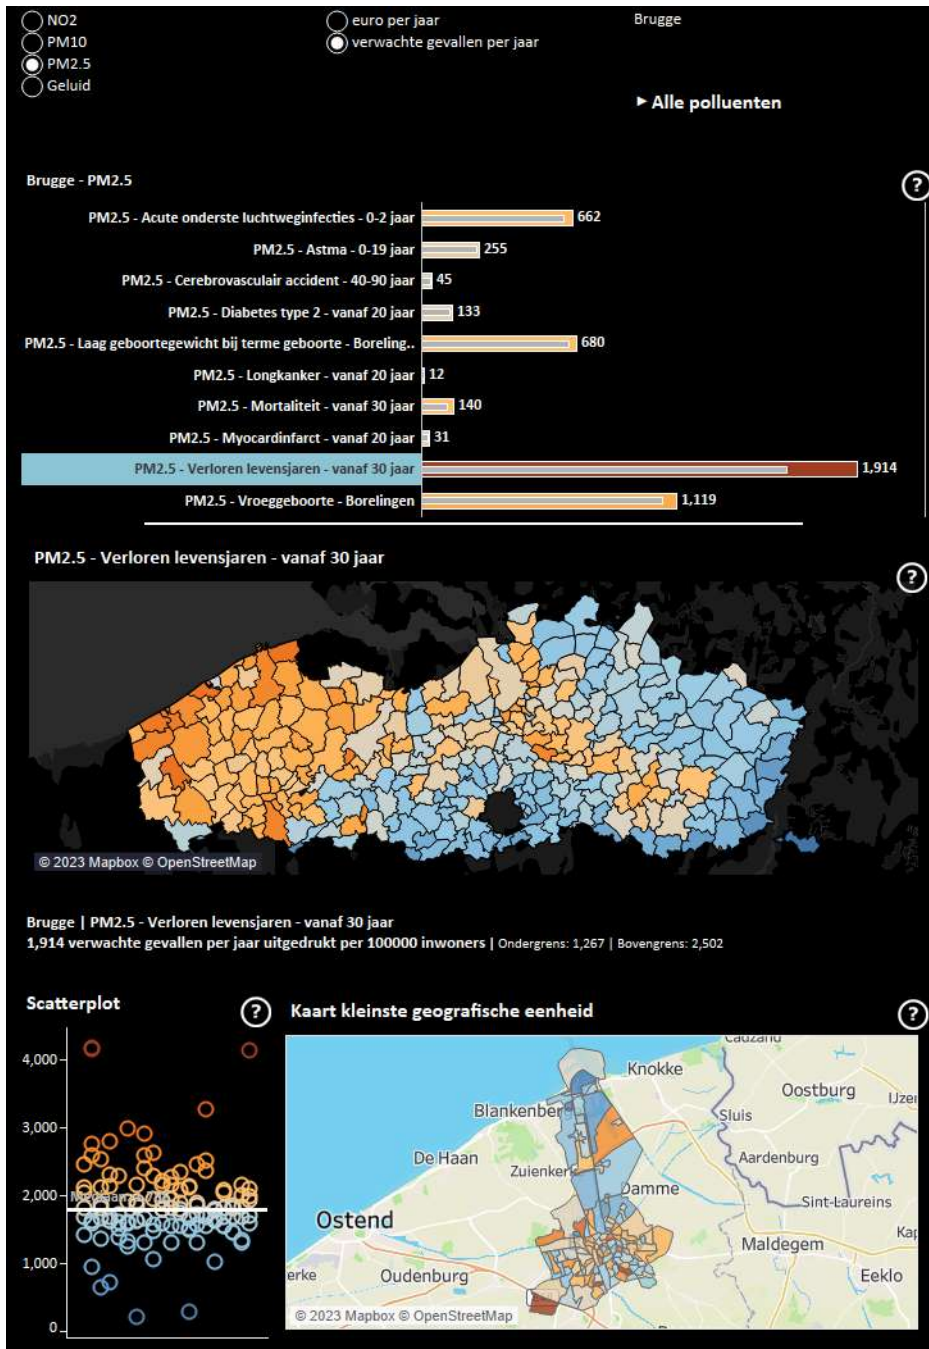 NO2
euro per jaar
Brugge
PM10
verwachte gevallen per jaar
PM2.5
Geluid
Alle polluenten
Brugge - PM2.5
?
PM2.5 - Acute onderste luchtweginfecties - 0-2 jaar 662
PM2.5 - Astma - 0-19 jaar 255
PM2.5 - Cerebrovasculair accident - 40-90 jaar 45
PM2.5 - Diabetes type 2 - vanaf 20 jaar 133
PM2.5 - Laag geboortegewicht bij terme geboorte - Boreling.. 680
PM2.5 - Longkanker - vanaf 20 jaar 12
PM2.5 - Mortaliteit - vanaf 30 jaar 140
PM2.5 - Myocardinfarct - vanaf 20 jaar 31
PM2.5 - Verloren levensjaren - vanaf 30 jaar 1,914
PM2.5 - Vroeggeboorte - Borelingen 1,119
PM2.5 - Verloren levensjaren - vanaf 30 jaar
?
© 2023 Mapbox © OpenStreetMap
Brugge | PM2.5 - Verloren levensjaren - vanaf 30 jaar
1,914 verwachte gevallen per jaar uitgedrukt per 100000 inwoners | Ondergrens: 1,267 | Bovengrens: 2,502
Scatterplot
?
4,000
3,000
2,000
1,000
0
Kaart kleinste geografische eenheid
?
Cadzand
Knokke
Oostburg
Blankenber
Sluis
De Haan
Aardenburg
Zuienkerk
Damme
Sint-Laureins
Ostend
Maldegem
erke
Oudenburg
Eeklo
© 2023 Mapbox © OpenStreetMap